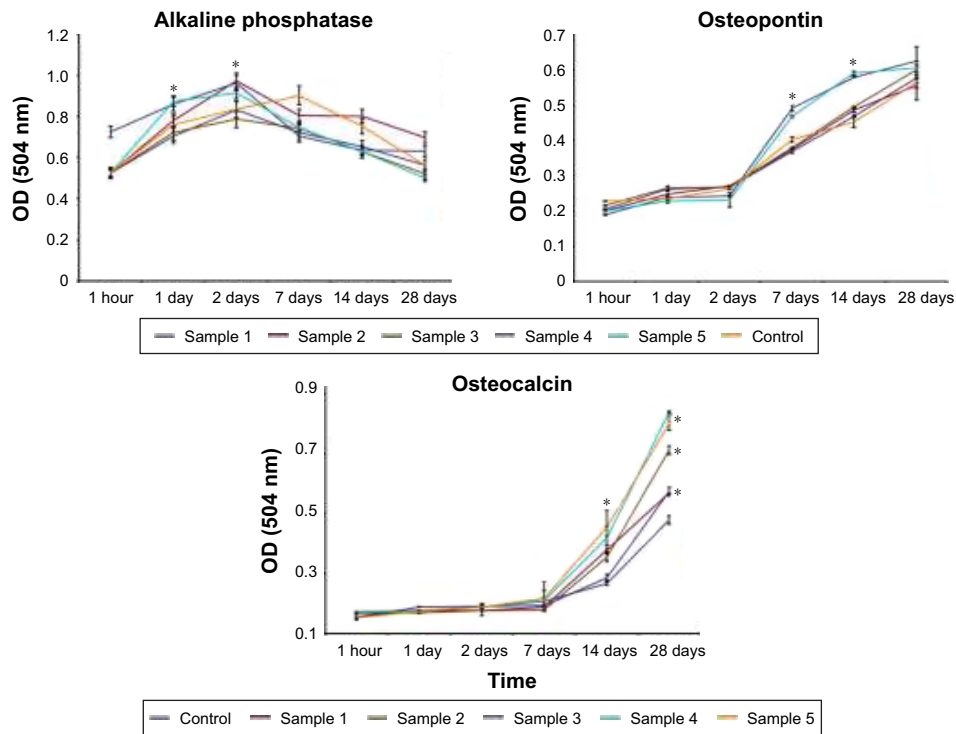 Alkaline phosphatase
OD (504 nm)
1.2
1.0
0.8
0.6
0.4
0.2
0
*
*
1 hour 1 day 2 days 7 days 14 days 28 days
Osteopontin
OD (504 nm)
0.7
0.6
0.5
0.4
0.3
0.2
0.1
0
*
*
1 hour 1 day 2 days 7 days 14 days 28 days
Sample 1 Sample 2 Sample 3 Sample 4 Sample 5 Control
Osteocalcin
OD (504 nm)
0.9
0.7
0.5
0.3
0.1
*
*
*
*
1 hour 1 day 2 days 7 days 14 days 28 days
Time
Control Sample 1 Sample 2 Sample 3 Sample 4 Sample 5